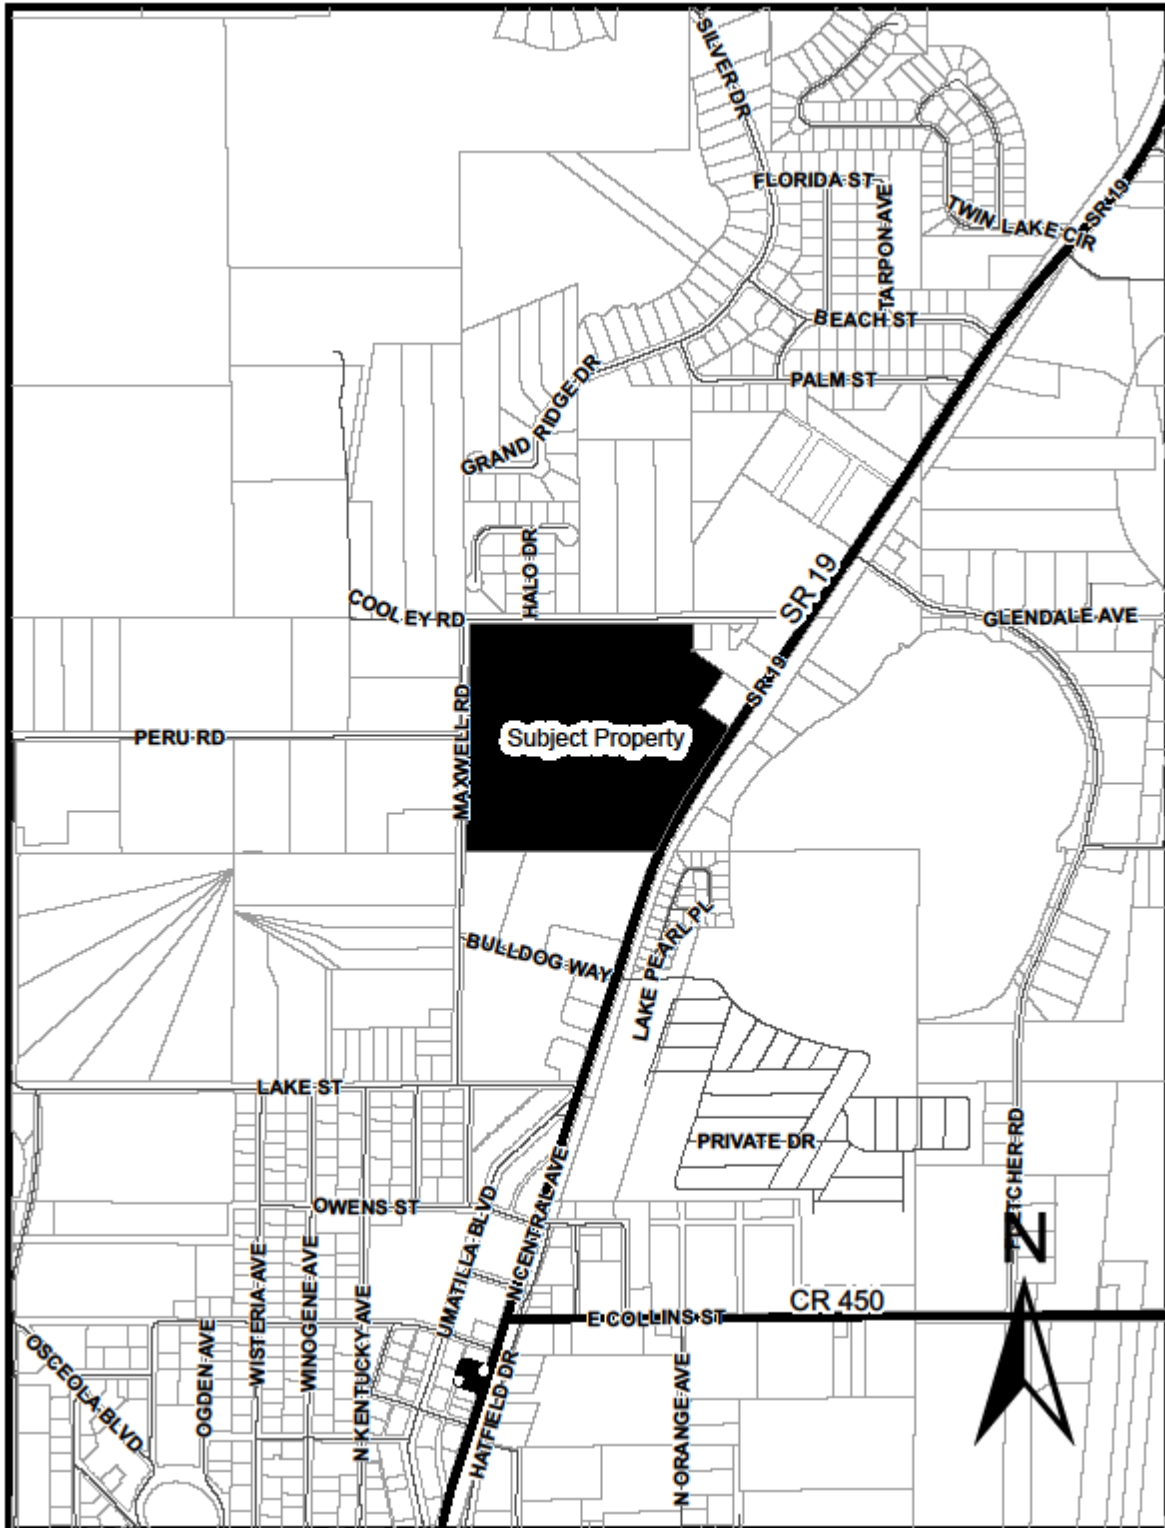 SILVER DR
FLORIDA ST
TARPON AVE
TWIN LAKE CIR
SR 19
BEACH ST
PALM ST
GRAND RIDGE DR
HALO DR
COOLEY RD
SR 19
GLENDALE AVE
SR 19
MAXWELL RD
PERU RD
Subject Property
LAKE PEARL PL
BULLDOG WAY
LAKE ST
PRIVATE DR
FLETCHER RD
OWENS ST
UMATILLA BLVD
N CENTRAL AVE
N
WISTERIA AVE
WINOGENE AVE
N KENTUCKY AVE
CR 450
E COLLINS ST
OSCEOLA BLVD
OGDEN AVE
HATFIELD DR
N ORANGE AVE